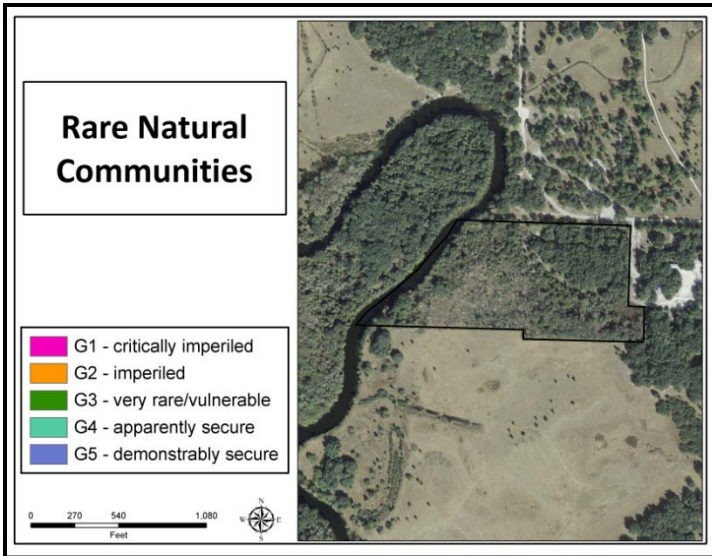 Rare Natural
Communities
G1 - critically imperiled
G2 - imperiled
G3 - very rare/vulnerable
G4 - apparently secure
G5 - demonstrably secure
0 270 540 1,080
Feet
N
W E
S